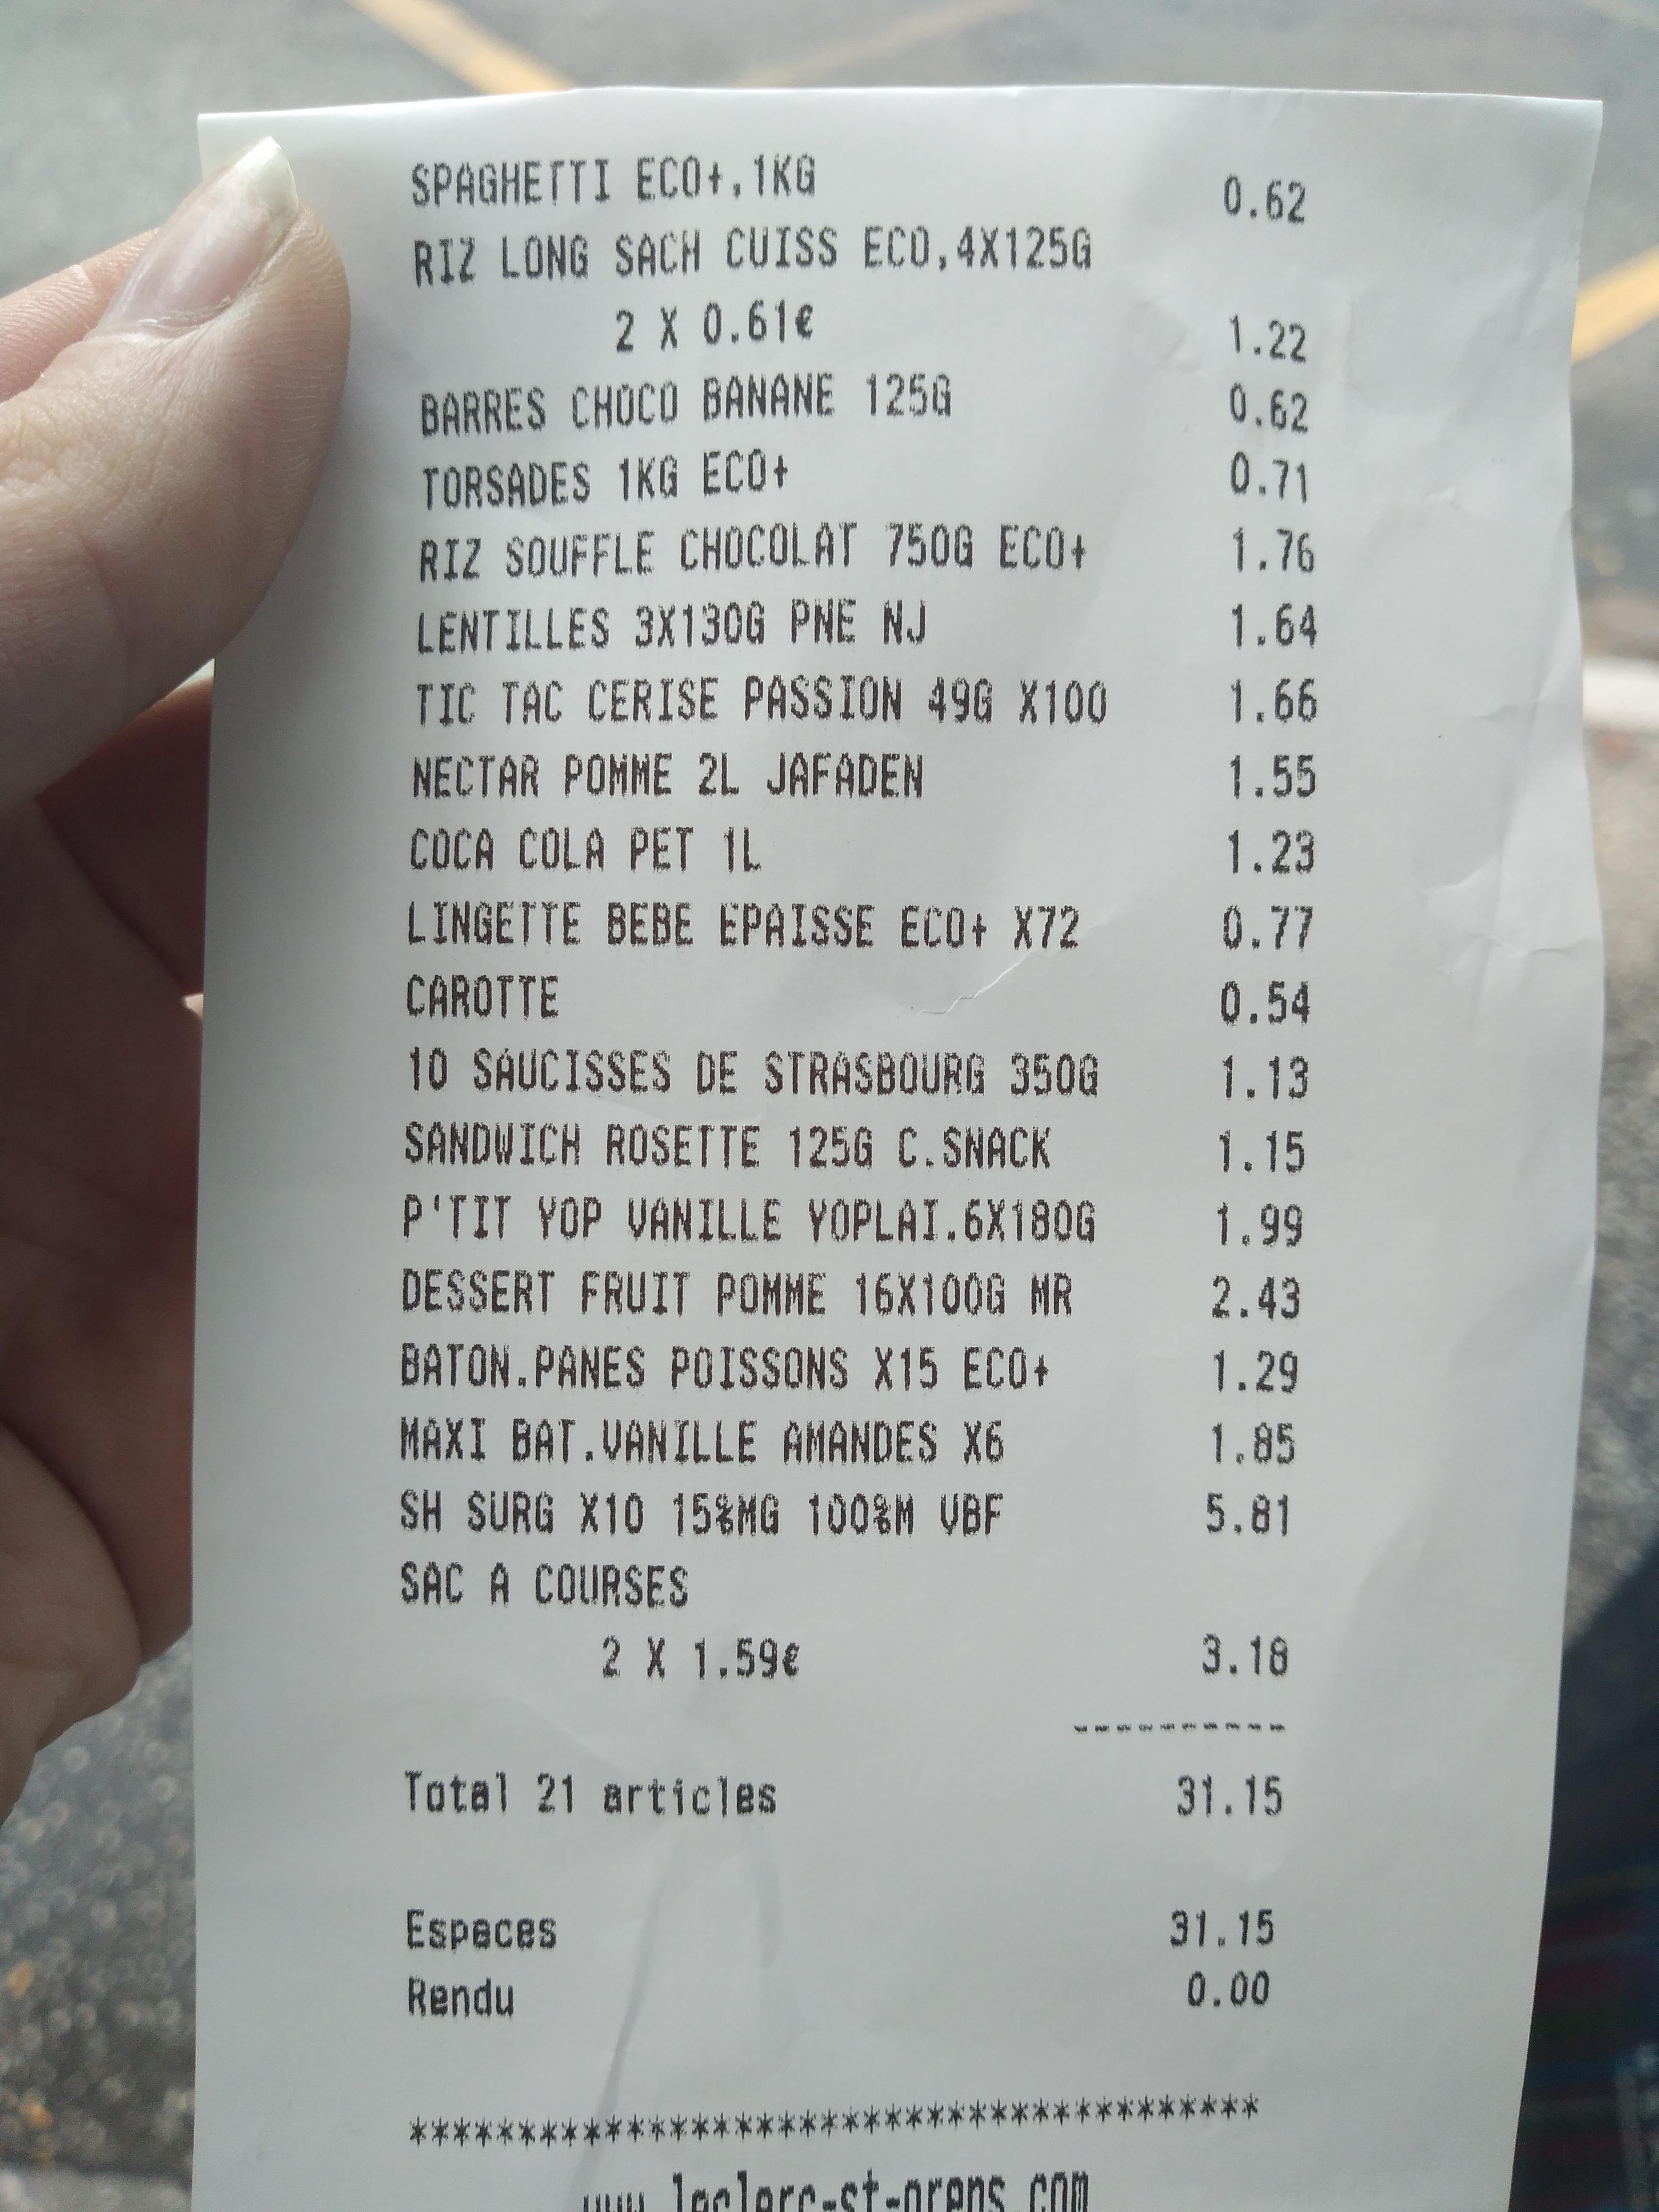 SPAGHETTI ECO+,1KG 0.62
RIZ LONG SACH CUISS ECO,4X125G
2 X 0.61€ 1.22
BARRES CHOCO BANANE 125G 0.62
TORSADES 1KG ECO+ 0.71
RIZ SOUFFLE CHOCOLAT 750G ECO+ 1.76
LENTILLES 3X130G PNE NJ 1.64
TIC TAC CERISE PASSION 49G X100 1.66
NECTAR POMME 2L JAFADEN 1.55
COCA COLA PET 1L 1.23
LINGETTE BEBE EPAISSE ECO+ X72 0.77
CAROTTE 0.54
10 SAUCISSES DE STRASBOURG 350G 1.13
SANDWICH ROSETTE 125G C.SNACK 1.15
P'TIT YOP VANILLE YOPLAI.6X180G 1.99
DESSERT FRUIT POMME 16X100G MR 2.43
BATON.PANES POISSONS X15 ECO+ 1.29
MAXI BAT.VANILLE AMANDES X6 1.85
SH SURG X10 15%MG 100%M VBF 5.81
SAC A COURSES
2 X 1.59€ 3.18
----------
Total 21 articles 31.15
Espaces 31.15
Rendu 0.00
****************************************
www.leclerc-st-orens.com